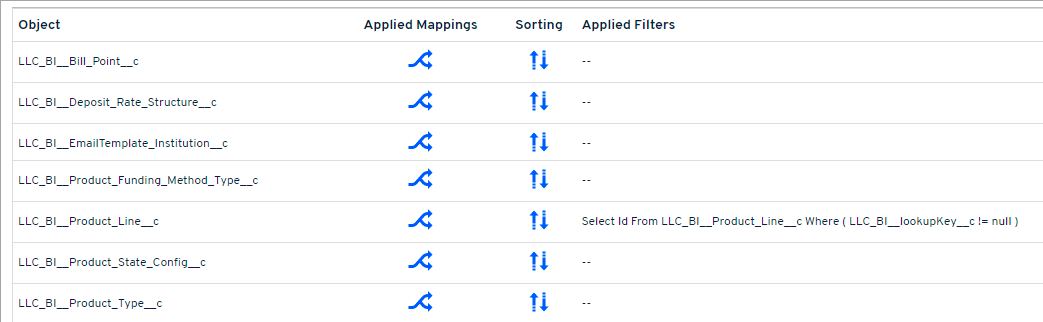 Object Applied Mappings Sorting Applied Filters
LLC_BI__Bill_Point__c --
LLC_BI__Deposit_Rate_Structure__c --
LLC_BI__EmailTemplate_Institution__c --
LLC_BI__Product_Funding_Method_Type__c --
LLC_BI__Product_Line__c Select Id From LLC_BI__Product_Line__c Where ( LLC_BI__lookupKey__c != null )
LLC_BI__Product_State_Config__c --
LLC_BI__Product_Type__c --